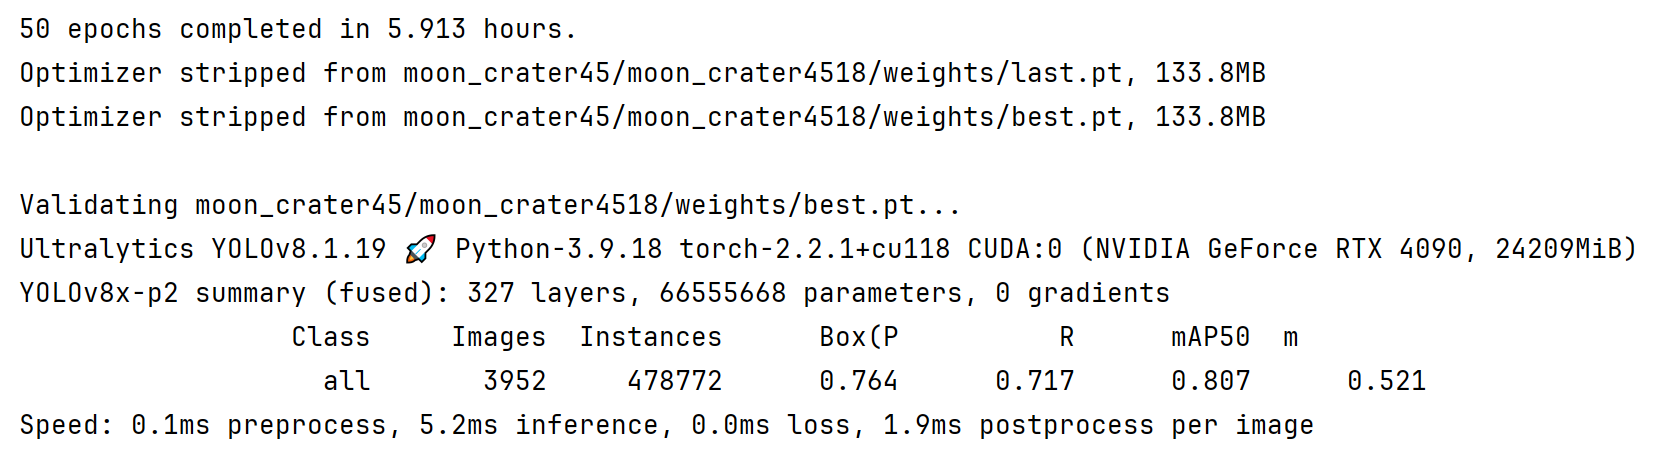 50 epochs completed in 5.913 hours.
Optimizer stripped from moon_crater45/moon_crater4518/weights/last.pt, 133.8MB
Optimizer stripped from moon_crater45/moon_crater4518/weights/best.pt, 133.8MB
Validating moon_crater45/moon_crater4518/weights/best.pt...
Ultralytics YOLOv8.1.19 🚀 Python-3.9.18 torch-2.2.1+cu118 CUDA:0 (NVIDIA GeForce RTX 4090, 24209MiB)
YOLOv8x-p2 summary (fused): 327 layers, 66555668 parameters, 0 gradients
Class Images Instances Box(P R mAP50 m
all 3952 478772 0.764 0.717 0.807 0.521
Speed: 0.1ms preprocess, 5.2ms inference, 0.0ms loss, 1.9ms postprocess per image